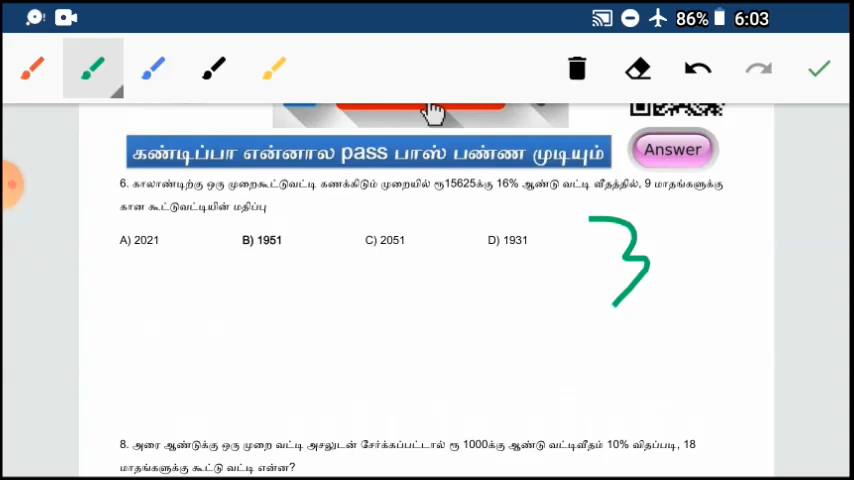 86% 6:03
கண்டிப்பா என்னால pass பாஸ் பண்ண முடியும்
Answer
6. காலாண்டிற்கு ஒரு முறைகூட்டுவட்டி கணக்கிடும் முறையில் ரூ15625க்கு 16% ஆண்டு வட்டி வீதத்தில், 9 மாதங்களுக்கு
கான கூட்டுவட்டியின் மதிப்பு
A) 2021 B) 1951 C) 2051 D) 1931
3
8. அரை ஆண்டுக்கு ஒரு முறை வட்டி அசலுடன் சேர்க்கப்பட்டால் ரூ 1000க்கு ஆண்டு வட்டிவீதம் 10% விதப்படி, 18
மாதங்களுக்கு கூட்டு வட்டி என்ன?